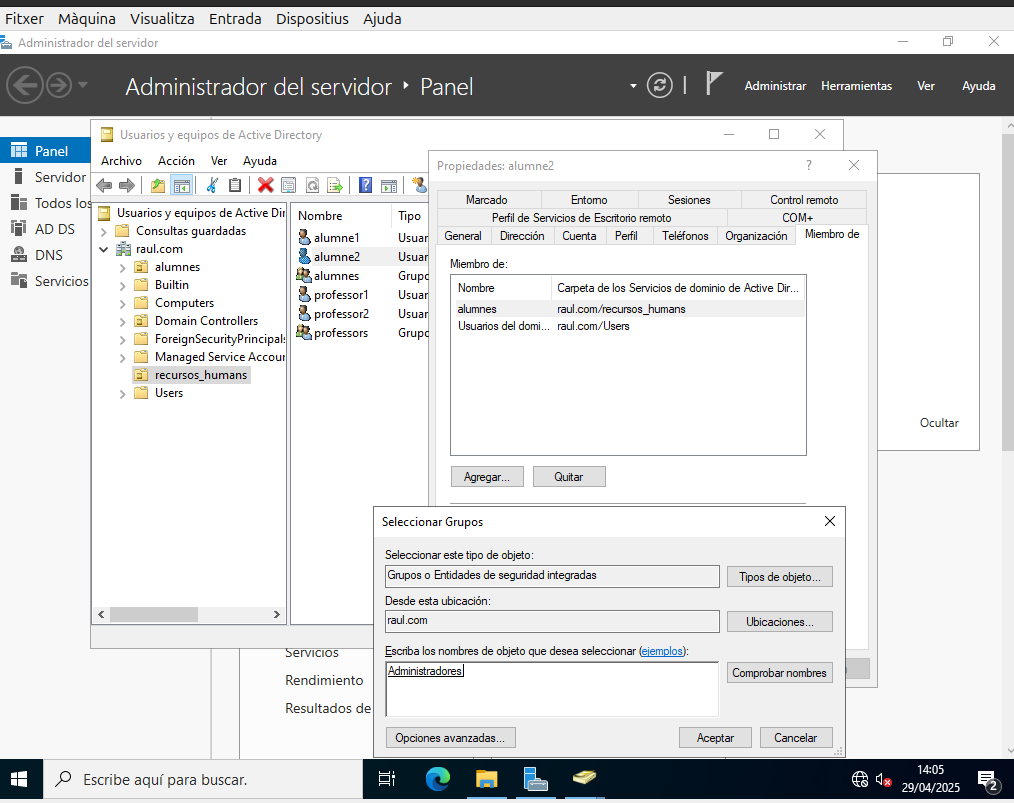 Fitxer Màquina Visualitza Entrada Dispositius Ajuda
Administrador del servidor
Administrador del servidor Panel
Administrar Herramientas Ver Ayuda
Panel
Servidor
Todos los
AD DS
DNS
Servicios
Usuarios y equipos de Active Directory
Archivo Acción Ver Ayuda
Usuarios y equipos de Active Dir
Consultas guardadas
raul.com
alumnes
Builtin
Computers
Domain Controllers
ForeignSecurityPrincipal
Managed Service Accour
recursos_humans
Users
Nombre Tipo
alumne1 Usuar
alumne2 Usuar
alumnes Grupo
professor1 Usuar
professor2 Usuar
professors Grupo
Propiedades: alumne2
Marcado Entorno Sesiones Control remoto
Perfil de Servicios de Escritorio remoto COM+
General Dirección Cuenta Perfil Teléfonos Organización Miembro de
Miembro de:
Nombre Carpeta de los Servicios de dominio de Active Dir...
alumnes raul.com/recursos_humans
Usuarios del domi... raul.com/Users
Agregar... Quitar
Ocultar
Seleccionar Grupos
Seleccionar este tipo de objeto:
Grupos o Entidades de seguridad integradas
Tipos de objeto...
Desde esta ubicación:
raul.com
Ubicaciones...
Escriba los nombres de objeto que desea seleccionar (ejemplos):
Administradores
Comprobar nombres
Opciones avanzadas... Aceptar Cancelar
Servicios
Rendimiento
Resultados de
Escribe aquí para buscar.
14:05
29/04/2025
2